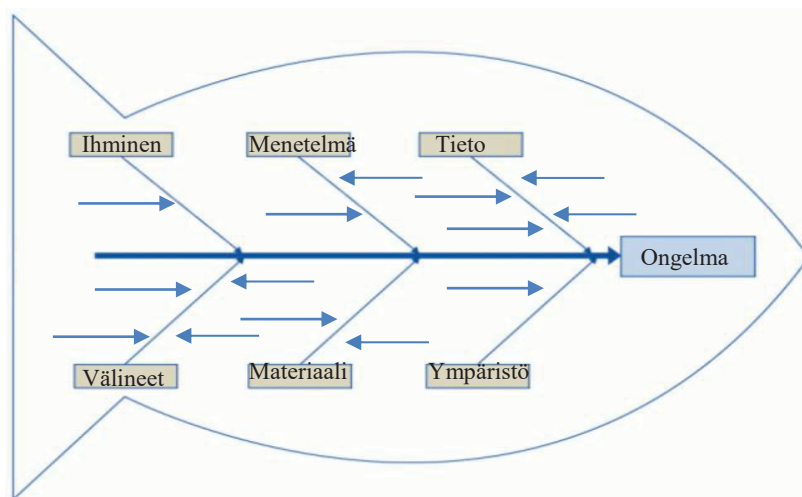 Ihminen
Menetelmä
Tieto
Ongelma
Välineet
Materiaali
Ympäristö